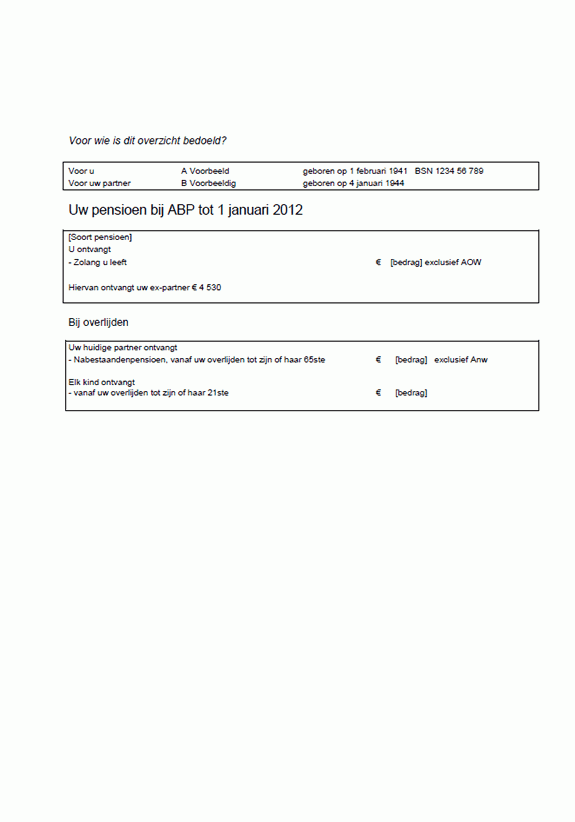 Voor wie is dit overzicht bedoeld?
Voor u A Voorbeeld geboren op 1 februari 1941 BSN 1234 56 789
Voor uw partner B Voorbeeldig geboren op 4 januari 1944
Uw pensioen bij ABP tot 1 januari 2012
[Soort pensioen]
U ontvangt
- Zolang u leeft € [bedrag] exclusief AOW
Hiervan ontvangt uw ex-partner € 4 530
Bij overlijden
Uw huidige partner ontvangt
- Nabestaandenpensioen, vanaf uw overlijden tot zijn of haar 65ste € [bedrag] exclusief Anw
Elk kind ontvangt
- vanaf uw overlijden tot zijn of haar 21ste € [bedrag]